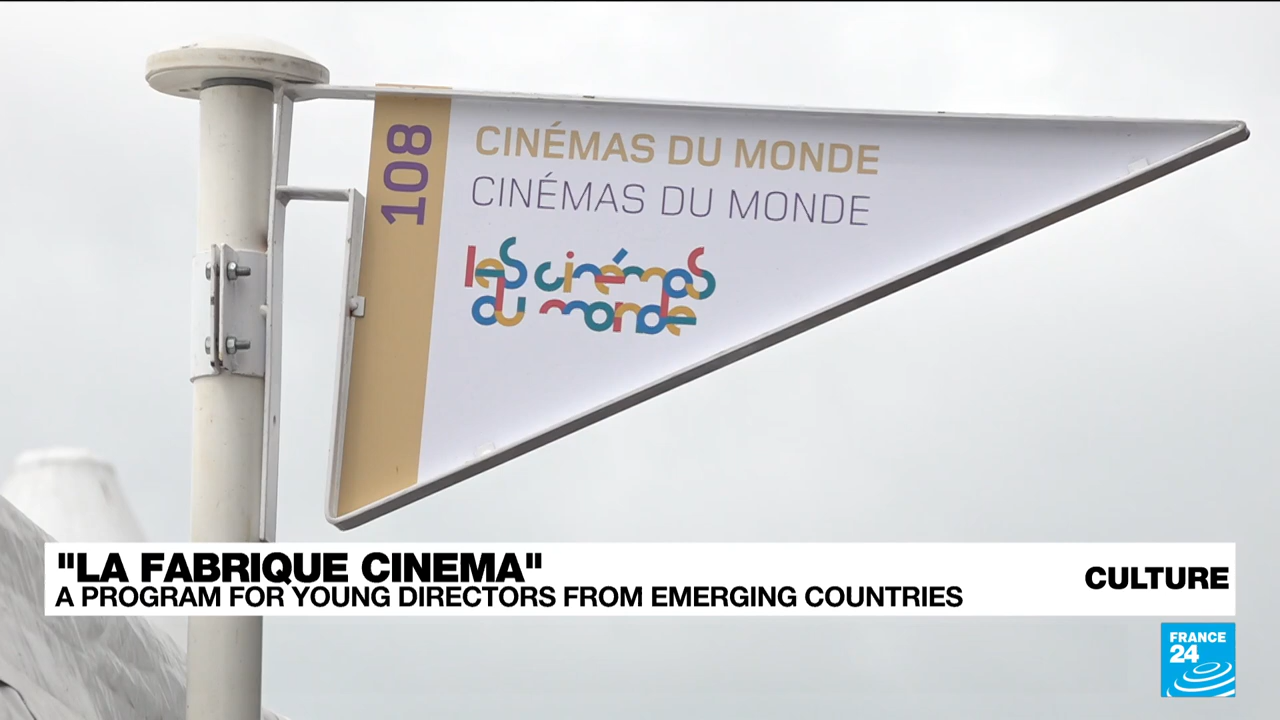 108
CINÉMAS DU MONDE
CINÉMAS DU MONDE
les cinémas
du monde
"LA FABRIQUE CINEMA"
A PROGRAM FOR YOUNG DIRECTORS FROM EMERGING COUNTRIES
CULTURE
FRANCE
24